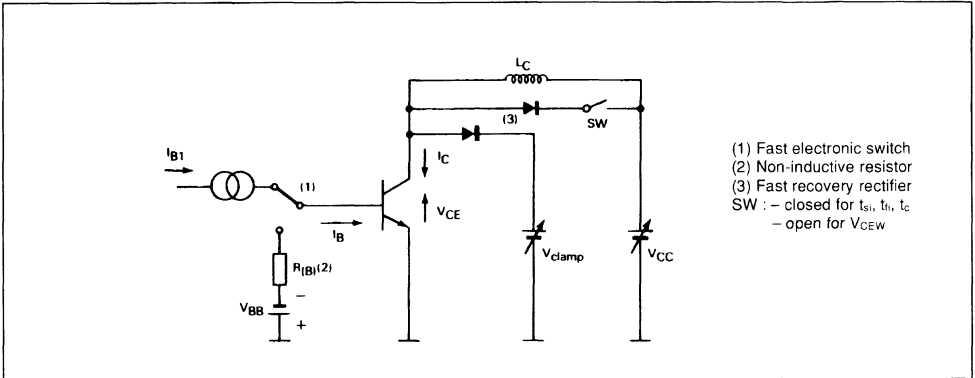 LC
(3)
SW
IB1
(1)
IC
VCE
IB
R(B)(2)
VBB
−
+
Vclamp
VCC
(1) Fast electronic switch
(2) Non-inductive resistor
(3) Fast recovery rectifier
SW : – closed for tsi, tfi, tc
– open for VCEW